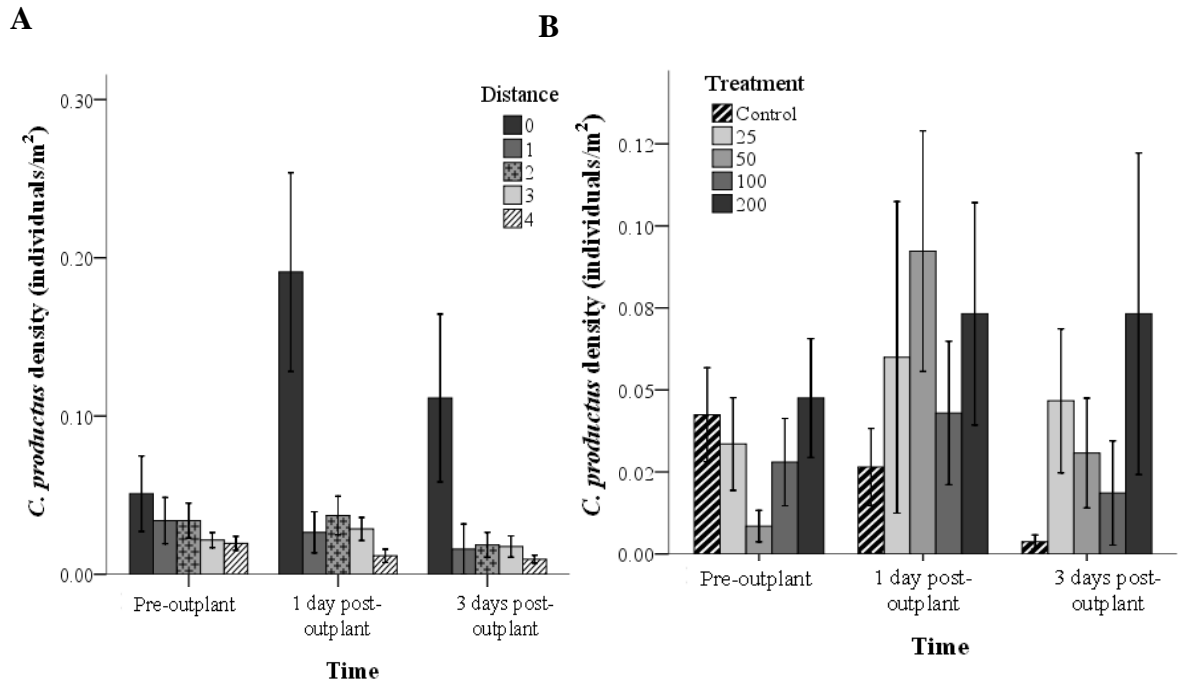 A
C. productus density (individuals/m²)
0.30
0.20
0.10
0.00
Distance
0
1
2
3
4
Pre-outplant
1 day post-
outplant
3 days post-
outplant
Time
B
C. productus density (individuals/m²)
0.12
0.10
0.08
0.05
0.02
0.00
Treatment
Control
25
50
100
200
Pre-outplant
1 day post-
outplant
3 days post-
outplant
Time